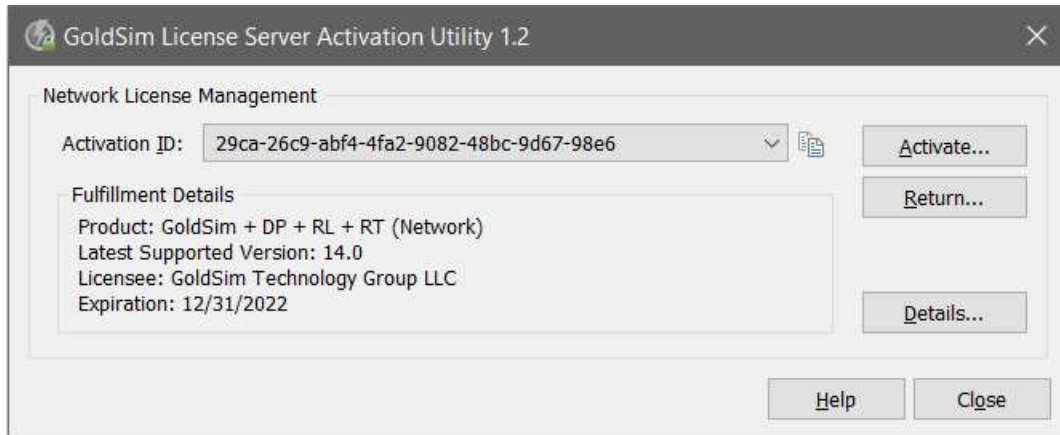 GoldSim License Server Activation Utility 1.2
Network License Management
Activation ID: 29ca-26c9-abf4-4fa2-9082-48bc-9d67-98e6
Activate...
Fulfillment Details
Return...
Product: GoldSim + DP + RL + RT (Network)
Latest Supported Version: 14.0
Licensee: GoldSim Technology Group LLC
Expiration: 12/31/2022
Details...
Help
Close